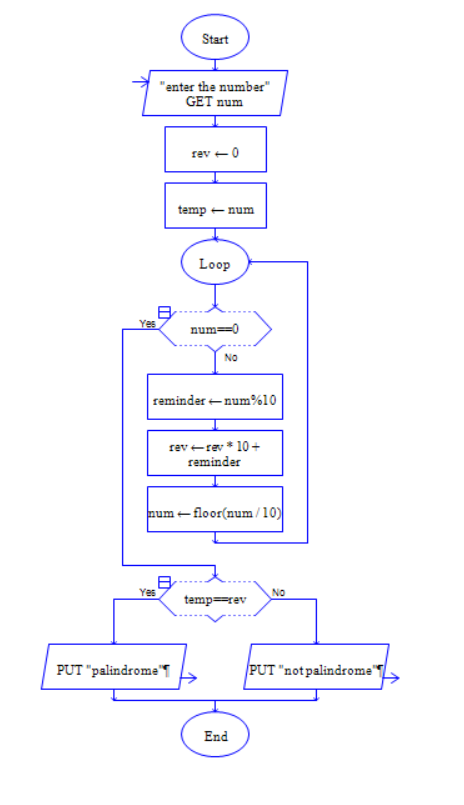 Start
"enter the number"
GET num
rev ← 0
temp ← num
Loop
Yes
num==0
No
reminder ← num%10
rev ← rev * 10 +
reminder
num ← floor(num / 10)
Yes
temp==rev
No
PUT "palindrome"¶
PUT "not palindrome"¶
End